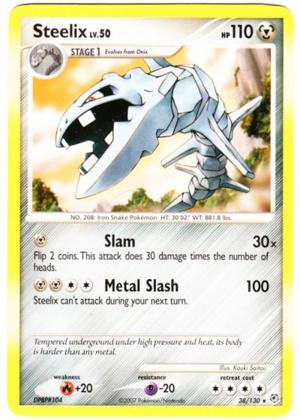 Steelix LV.50
HP 110
STAGE 1 Evolves from Onix
NO. 208 Iron Snake Pokémon HT: 30'02" WT: 881.8 lbs.
Slam 30×
Flip 2 coins. This attack does 30 damage times the number of
heads.
Metal Slash 100
Steelix can't attack during your next turn.
Tempered underground under high pressure and heat, its body
is harder than any metal.
Illus. Kouki Saitou
weakness resistance retreat cost
+20 -20
DPBP#104 ©2007 Pokémon/Nintendo 38/130 ★